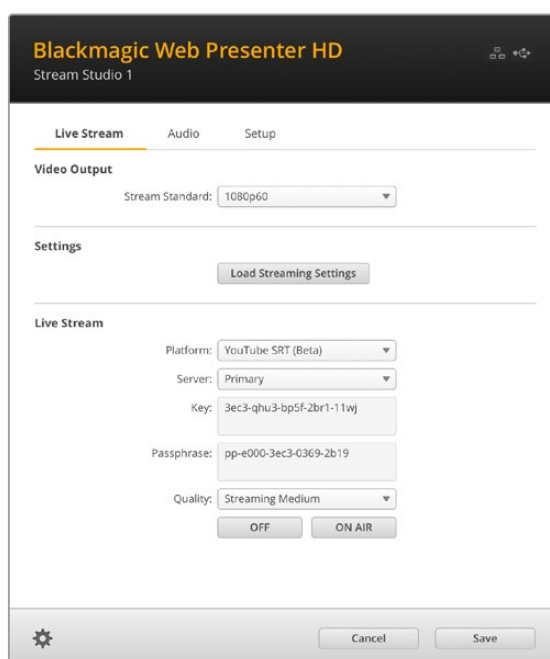 Blackmagic Web Presenter HD
Stream Studio 1
Live Stream Audio Setup
Video Output
Stream Standard: 1080p60
Settings
Load Streaming Settings
Live Stream
Platform: YouTube SRT (Beta)
Server: Primary
Key: 3ec3-qhu3-bp5f-2br1-11wj
Passphrase: pp-e000-3ec3-0369-2b19
Quality: Streaming Medium
OFF ON AIR
Cancel Save